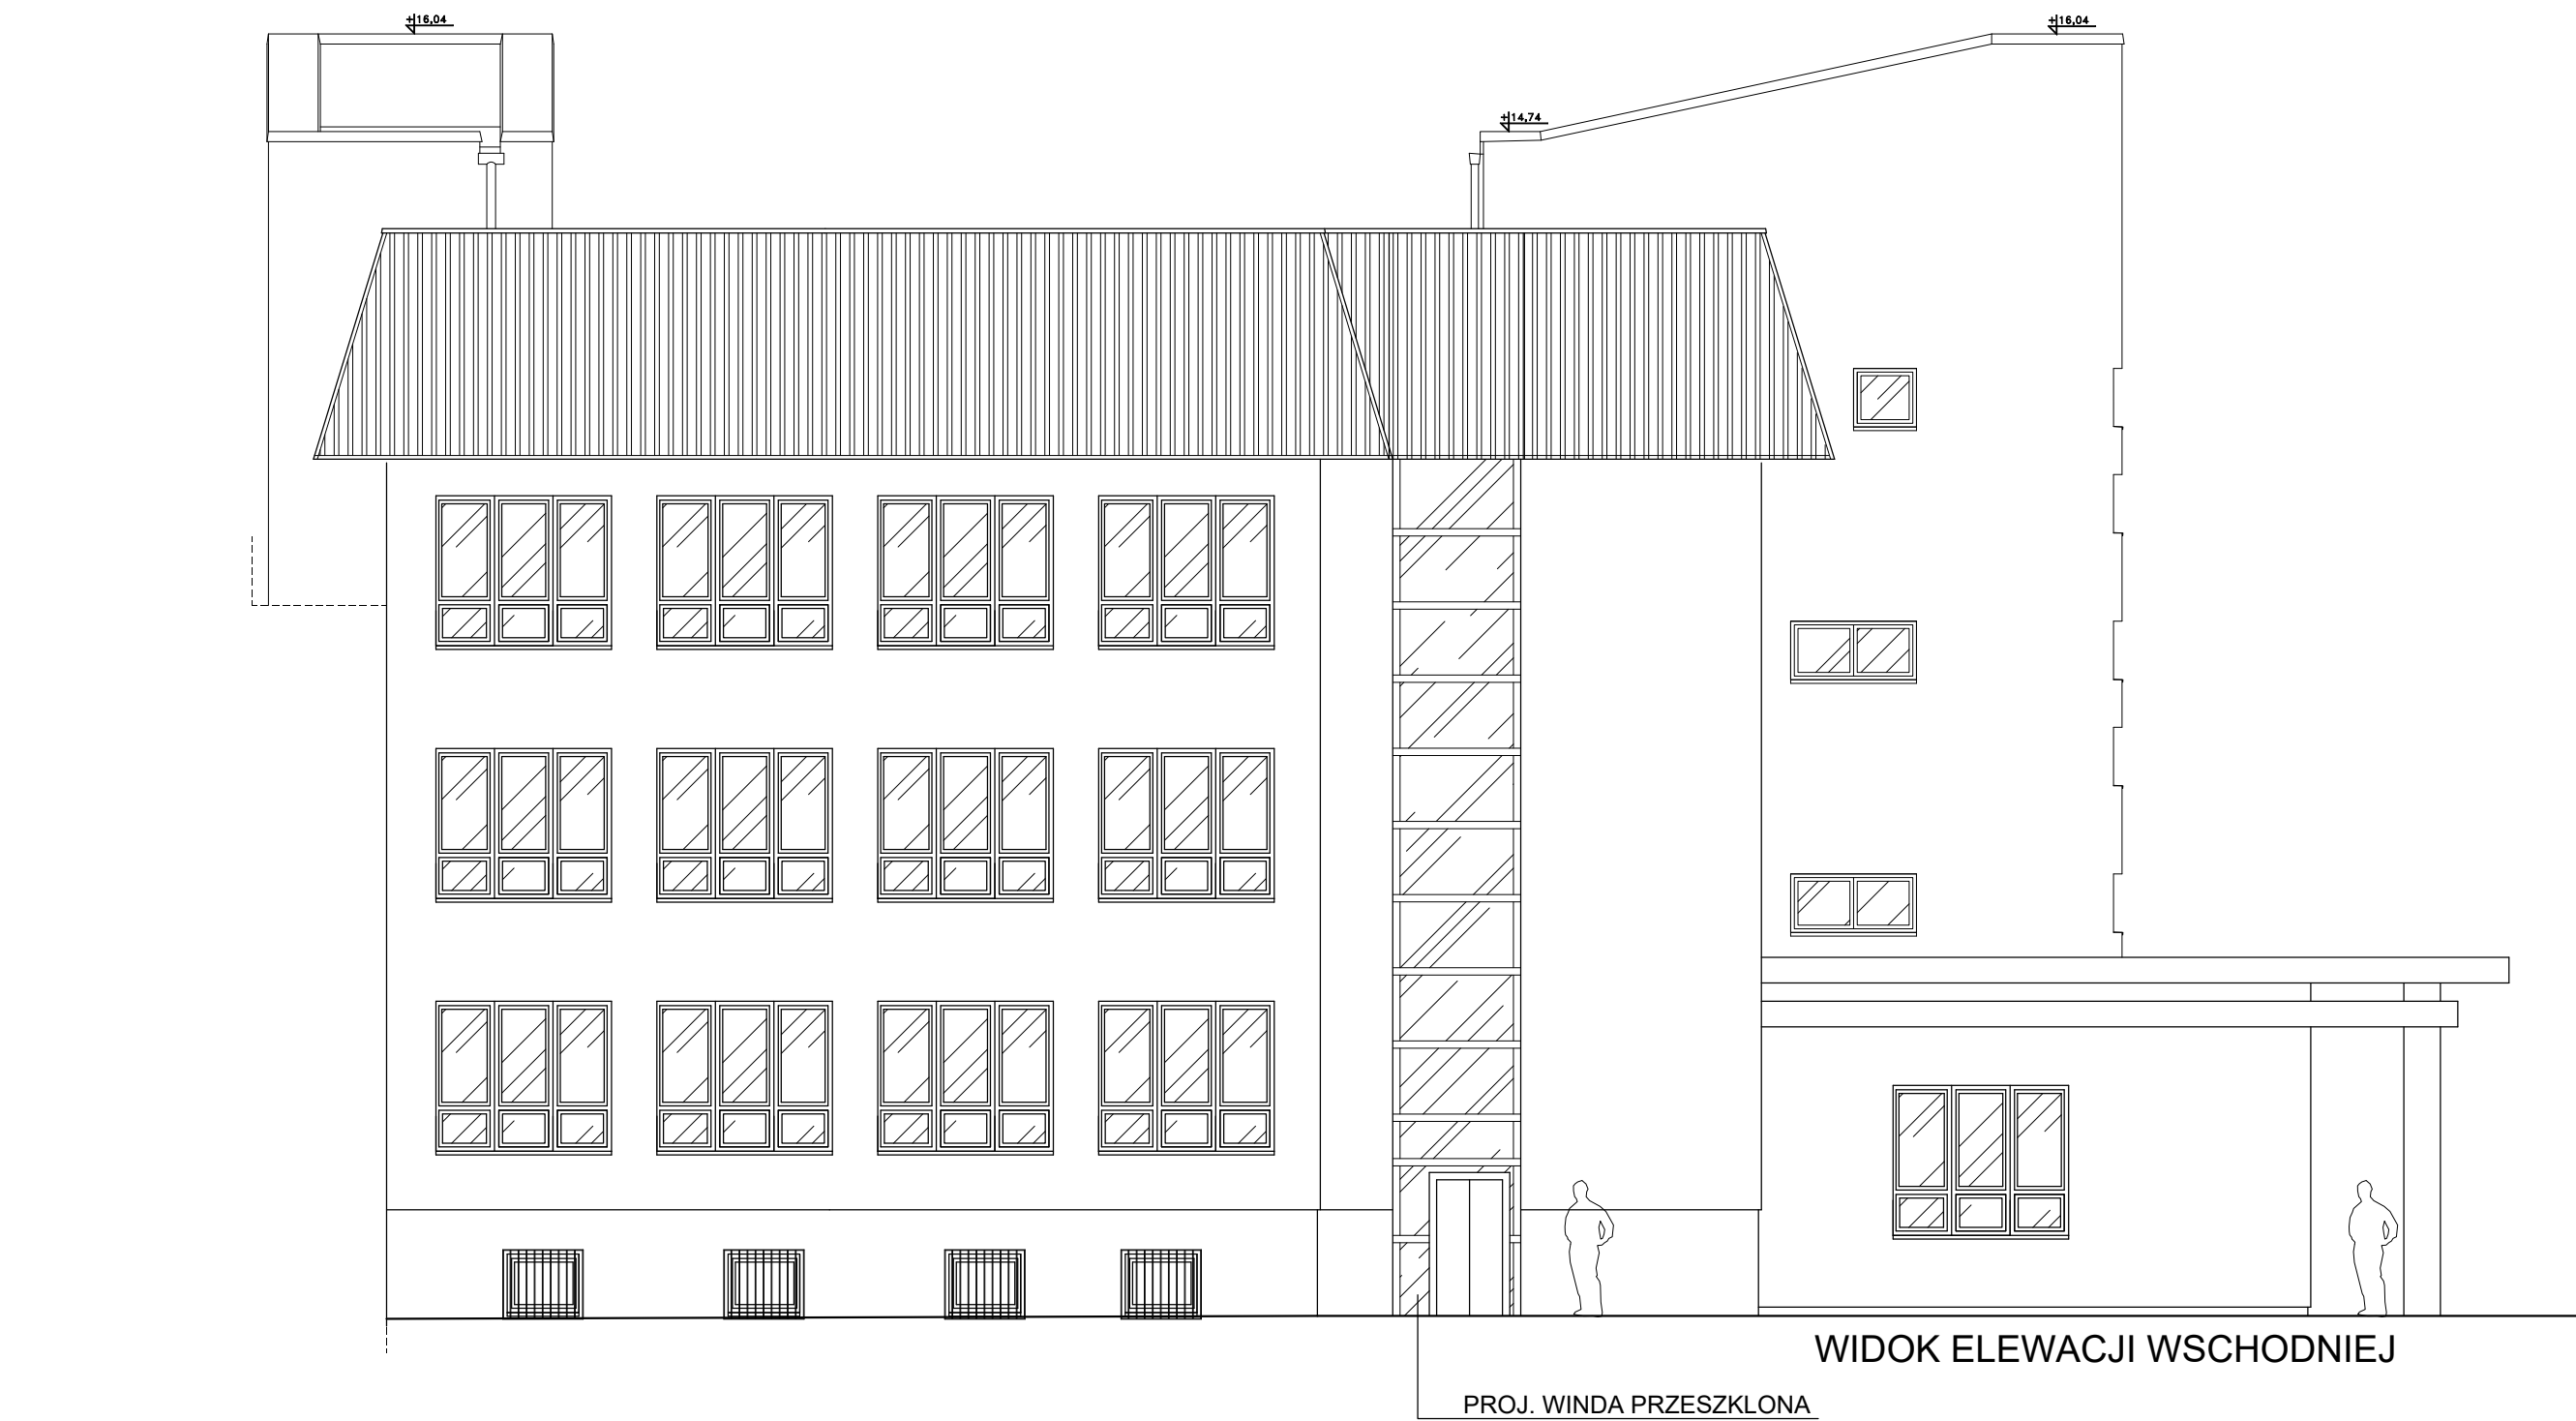 +16,04
+16,04
+14,74
WIDOK ELEWACJI WSCHODNIEJ
PROJ. WINDA PRZESZKLONA